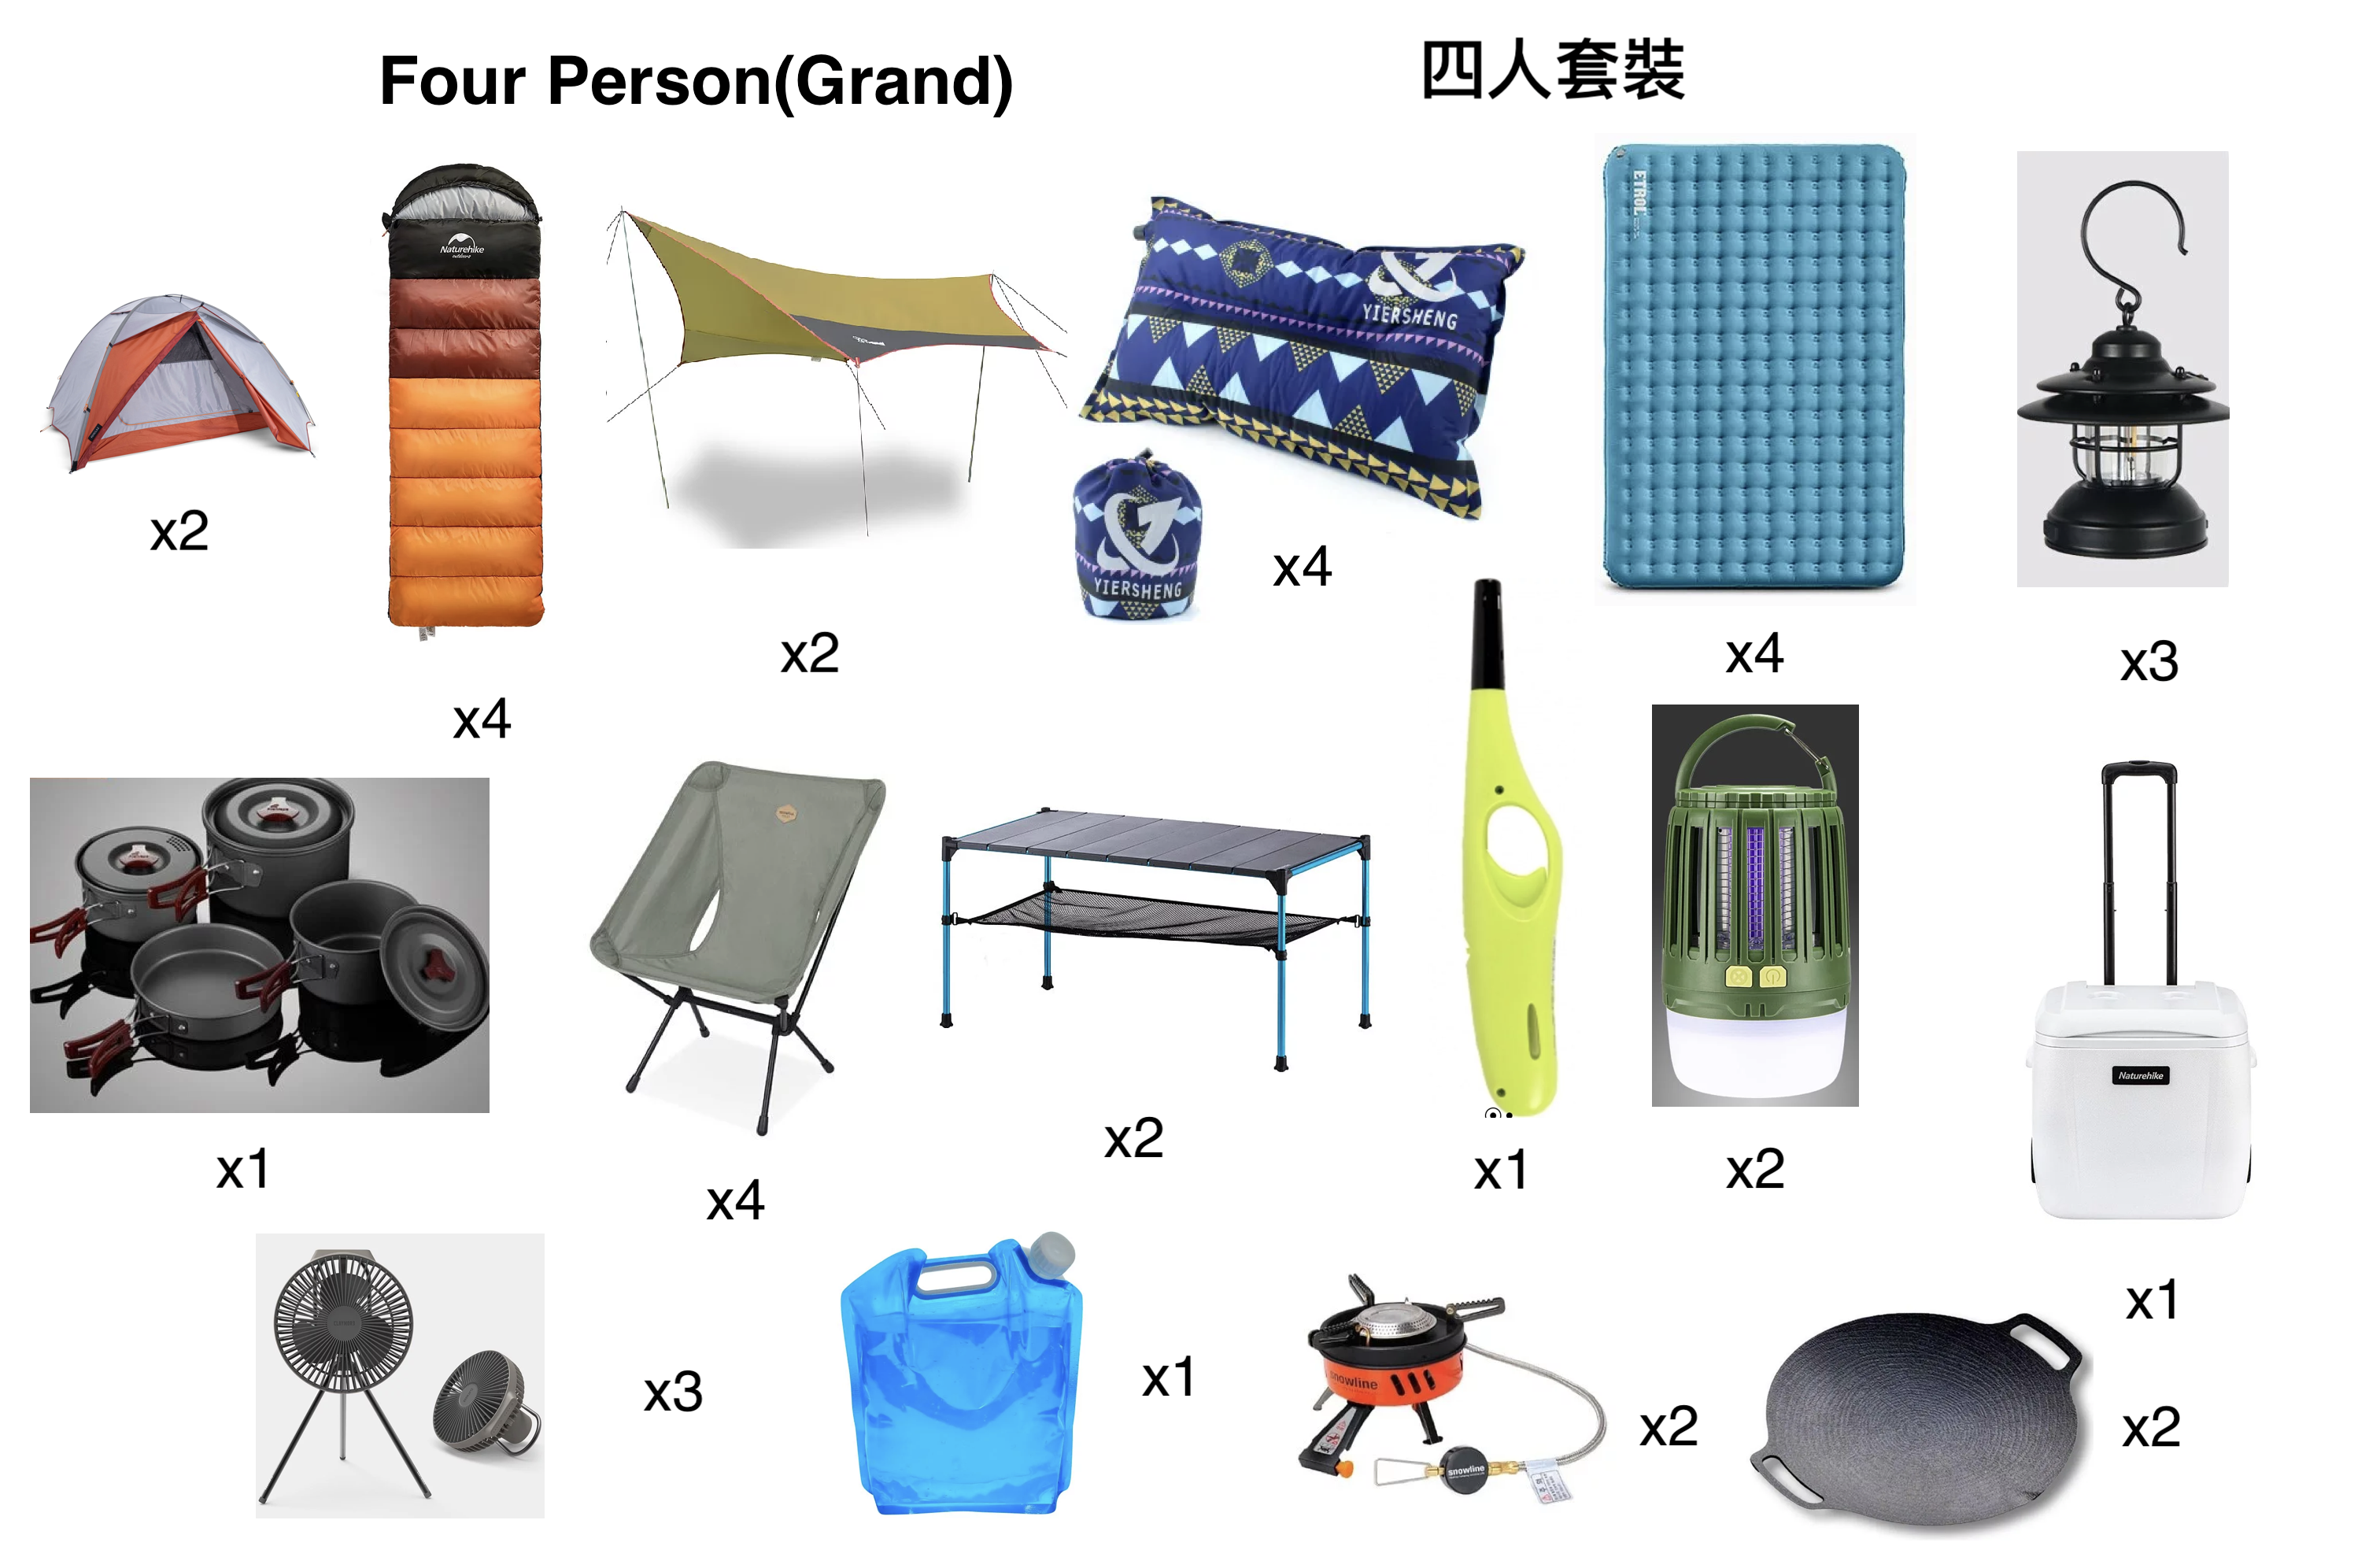 Four Person(Grand)
四人套裝
Naturehike
outdoors
YIERSHENG
YIERSHENG
ETROL
x2
x4
x2
x4
x4
x3
x1
x4
x2
x1
x2
Naturehike
x1
x3
x1
snowline
snowline
x2
x2